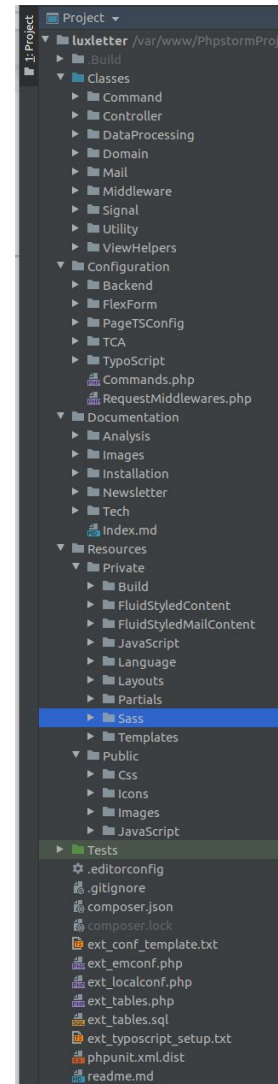 Project
1: Project
luxletter /var/www/PhpstormProj
.Build
Classes
Command
Controller
DataProcessing
Domain
Mail
Middleware
Signal
Utility
ViewHelpers
Configuration
Backend
FlexForm
PageTSConfig
TCA
TypoScript
Commands.php
RequestMiddlewares.php
Documentation
Analysis
Images
Installation
Newsletter
Tech
Index.md
Resources
Private
Build
FluidStyledContent
FluidStyledMailContent
JavaScript
Language
Layouts
Partials
Sass
Templates
Public
Css
Icons
Images
JavaScript
Tests
.editorconfig
.gitignore
composer.json
composer.lock
ext_conf_template.txt
ext_emconf.php
ext_localconf.php
ext_tables.php
ext_tables.sql
ext_typoscript_setup.txt
phpunit.xml.dist
readme.md